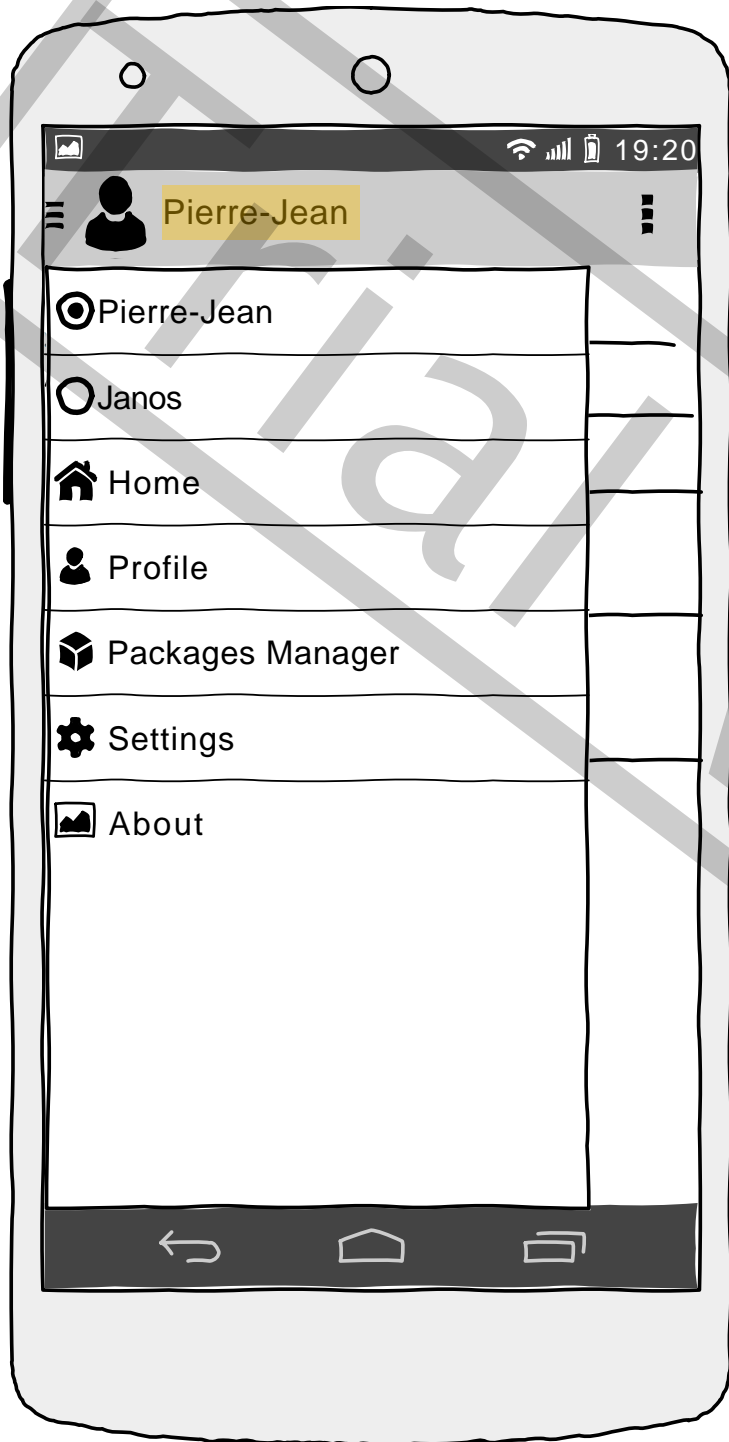 19:20
Pierre-Jean
Pierre-Jean
Janos
Home
Profile
Packages Manager
Settings
About
Trial